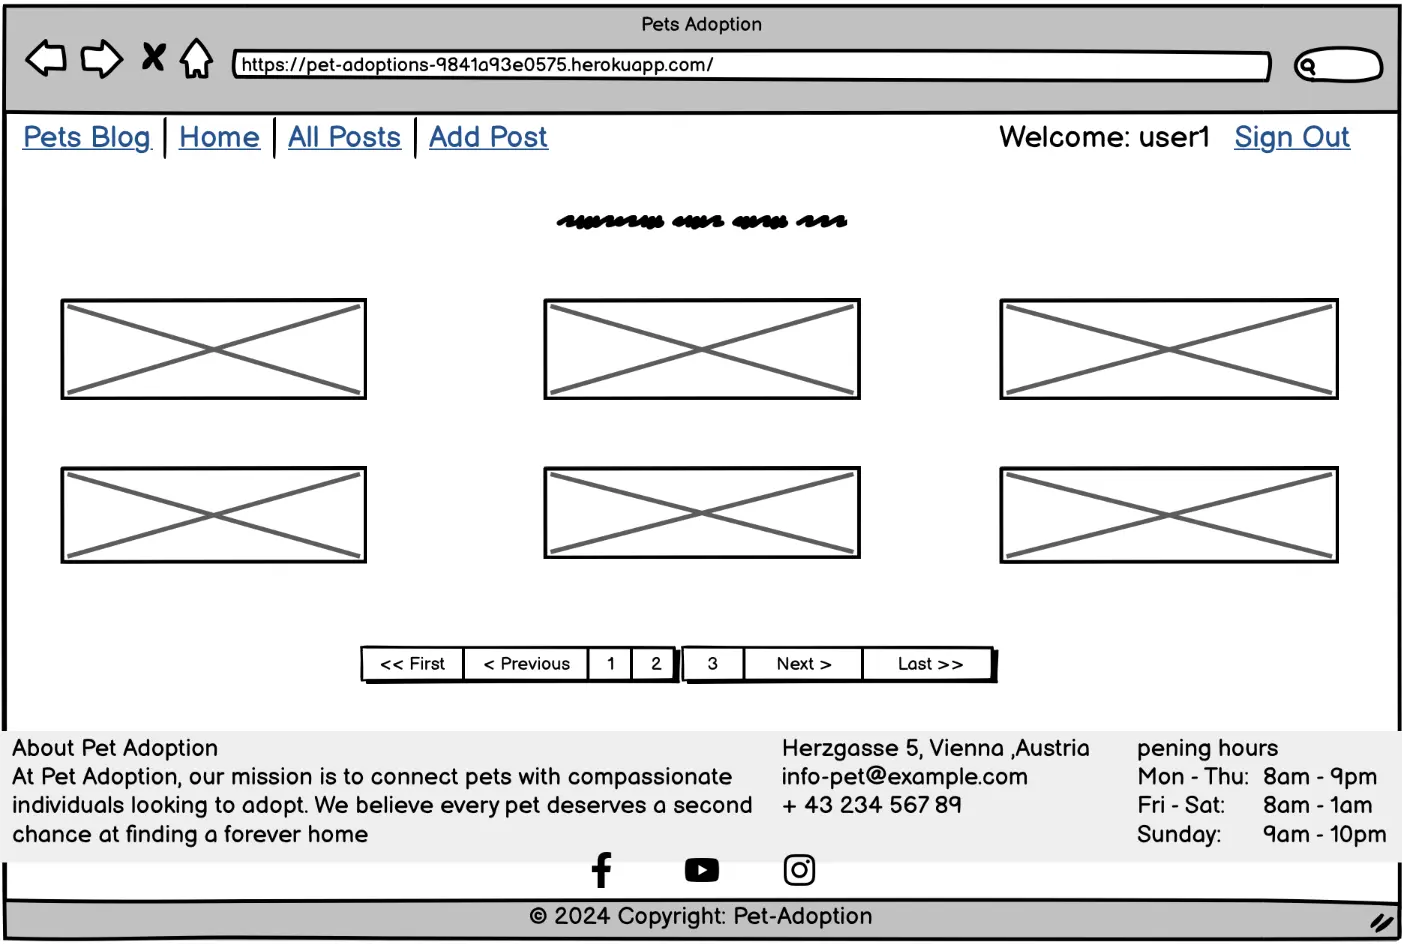 Pets Adoption
https://pet-adoptions-9841a93e0575.herokuapp.com/
Pets Blog Home All Posts Add Post Welcome: user1 Sign Out
<< First < Previous 1 2 3 Next > Last >>
About Pet Adoption
At Pet Adoption, our mission is to connect pets with compassionate
individuals looking to adopt. We believe every pet deserves a second
chance at finding a forever home
Herzgasse 5, Vienna ,Austria
info-pet@example.com
+ 43 234 567 89
pening hours
Mon - Thu: 8am - 9pm
Fri - Sat: 8am - 1am
Sunday: 9am - 10pm
© 2024 Copyright: Pet-Adoption